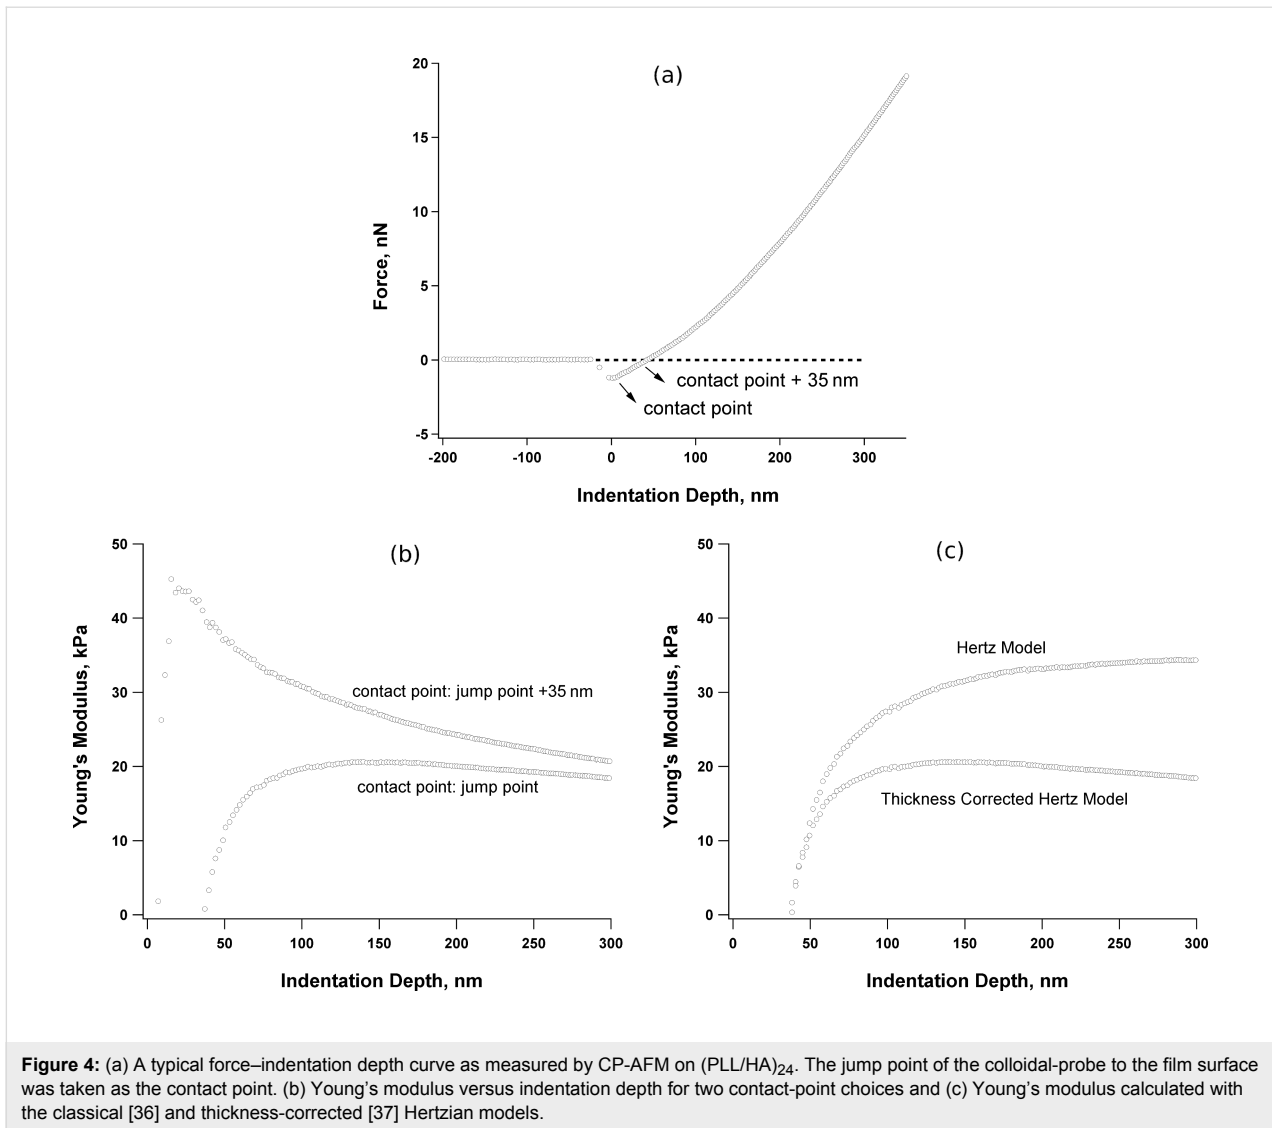 (a)
20
15
10
5
0
-5
Force, nN
contact point + 35 nm
contact point
-200 -100 0 100 200 300
Indentation Depth, nm
(b)
50
40
30
20
10
0
Young's Modulus, kPa
contact point: jump point +35 nm
contact point: jump point
0 50 100 150 200 250 300
Indentation Depth, nm
(c)
50
40
30
20
10
0
Young's Modulus, kPa
Hertz Model
Thickness Corrected Hertz Model
0 50 100 150 200 250 300
Indentation Depth, nm
Figure 4: (a) A typical force–indentation depth curve as measured by CP-AFM on (PLL/HA)24. The jump point of the colloidal-probe to the film surface
was taken as the contact point. (b) Young’s modulus versus indentation depth for two contact-point choices and (c) Young’s modulus calculated with
the classical [36] and thickness-corrected [37] Hertzian models.